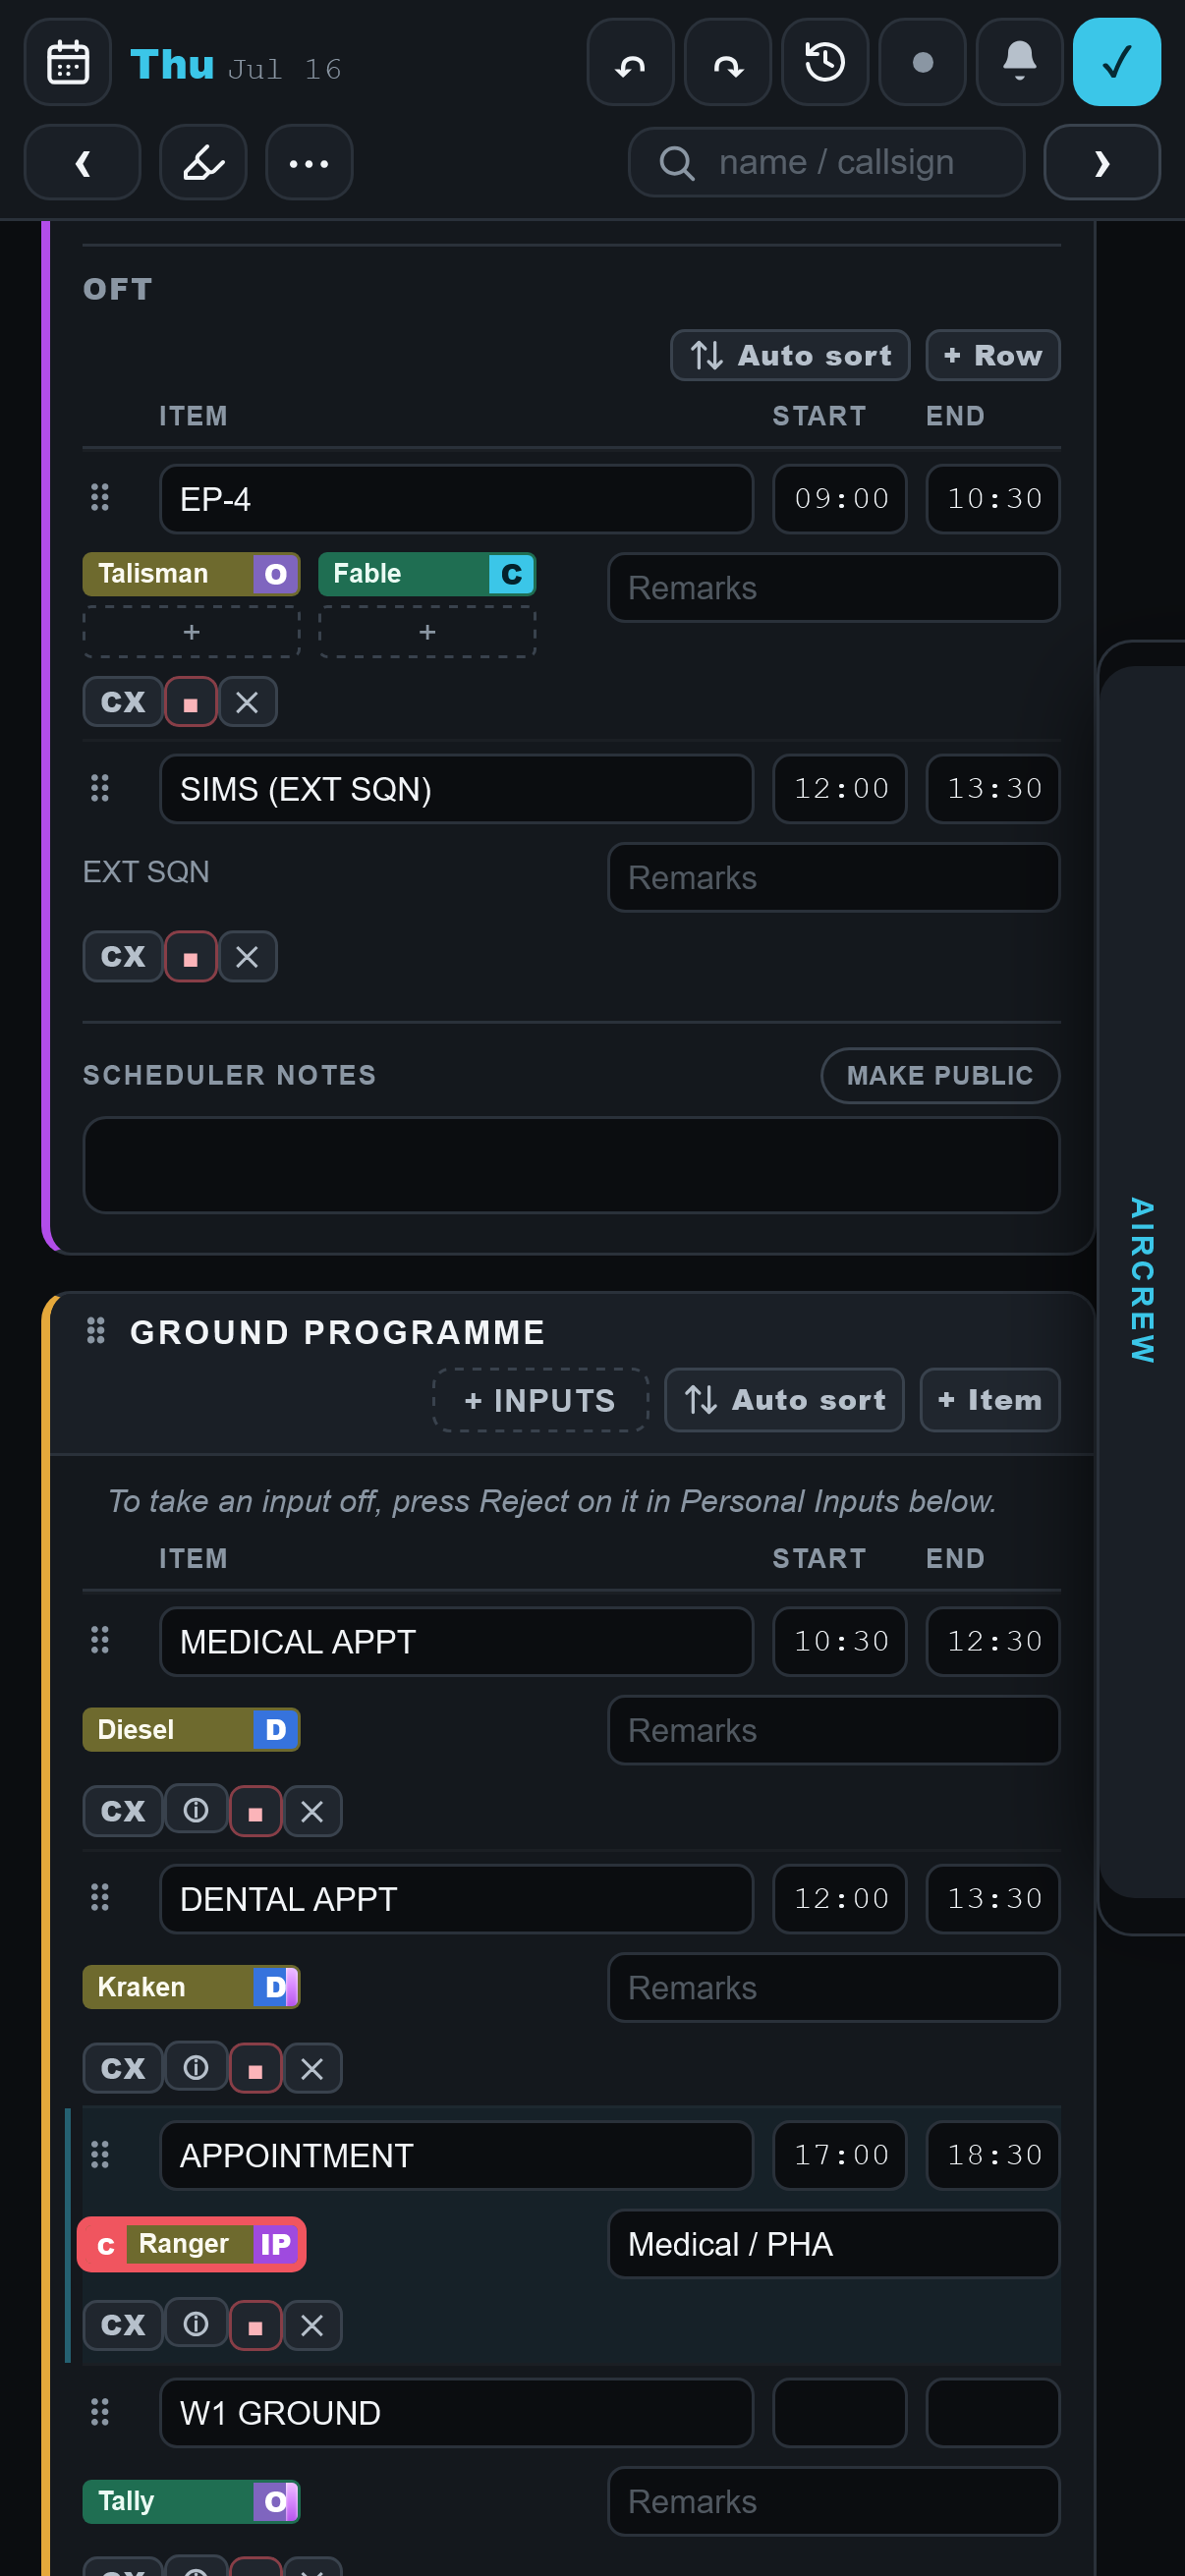 Thu Jul 16
name / callsign
OFT
Auto sort
+ Row
ITEM START END
EP-4 09:00 10:30
Talisman O Fable C Remarks
+ +
CX
SIMS (EXT SQN) 12:00 13:30
EXT SQN Remarks
CX
SCHEDULER NOTES MAKE PUBLIC
AIRCREW
GROUND PROGRAMME
+ INPUTS Auto sort + Item
To take an input off, press Reject on it in Personal Inputs below.
ITEM START END
MEDICAL APPT 10:30 12:30
Diesel D Remarks
CX
DENTAL APPT 12:00 13:30
Kraken D Remarks
CX
APPOINTMENT 17:00 18:30
c Ranger IP Medical / PHA
CX
W1 GROUND
Tally O Remarks
CX